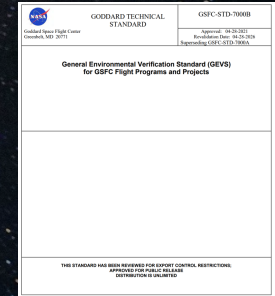 NASA
Goddard Space Flight Center
Greenbelt, MD 20771
GODDARD TECHNICAL
STANDARD
GSFC-STD-7000B
Approved: 04-28-2021
Revalidation Date: 04-28-2026
Superseding GSFC-STD-7000A
General Environmental Verification Standard (GEVS)
for GSFC Flight Programs and Projects
THIS STANDARD HAS BEEN REVIEWED FOR EXPORT CONTROL RESTRICTIONS;
APPROVED FOR PUBLIC RELEASE
DISTRIBUTION IS UNLIMITED